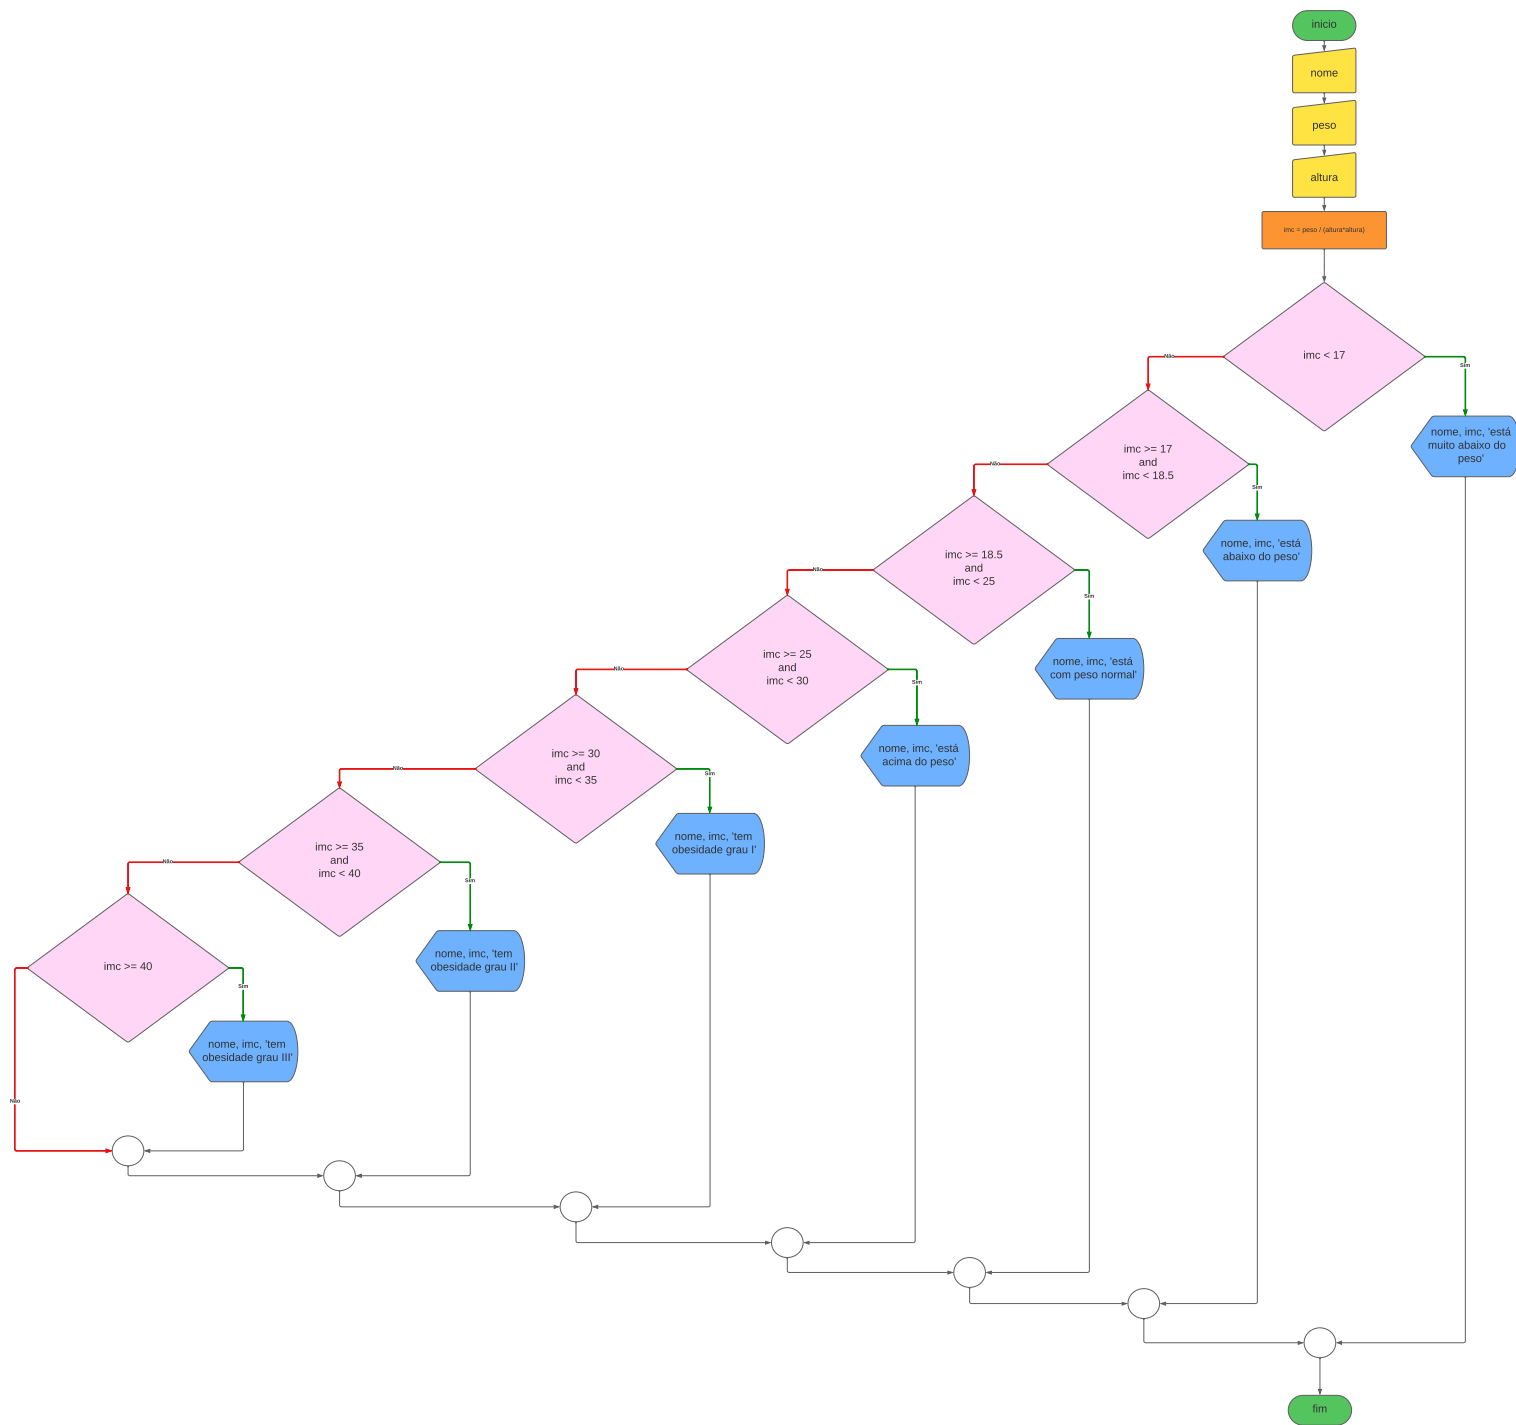 inicio
nome
peso
altura
imc = peso / (altura*altura)
imc < 17
Não
Sim
nome, imc, 'está
muito abaixo do
peso'
imc >= 17
and
imc < 18.5
Não
Sim
nome, imc, 'está
abaixo do peso'
imc >= 18.5
and
imc < 25
Não
Sim
nome, imc, 'está
com peso normal'
imc >= 25
and
imc < 30
Não
Sim
nome, imc, 'está
acima do peso'
imc >= 30
and
imc < 35
Não
Sim
nome, imc, 'tem
obesidade grau I'
imc >= 35
and
imc < 40
Não
Sim
nome, imc, 'tem
obesidade grau II'
imc >= 40
Sim
nome, imc, 'tem
obesidade grau III'
Não
fim